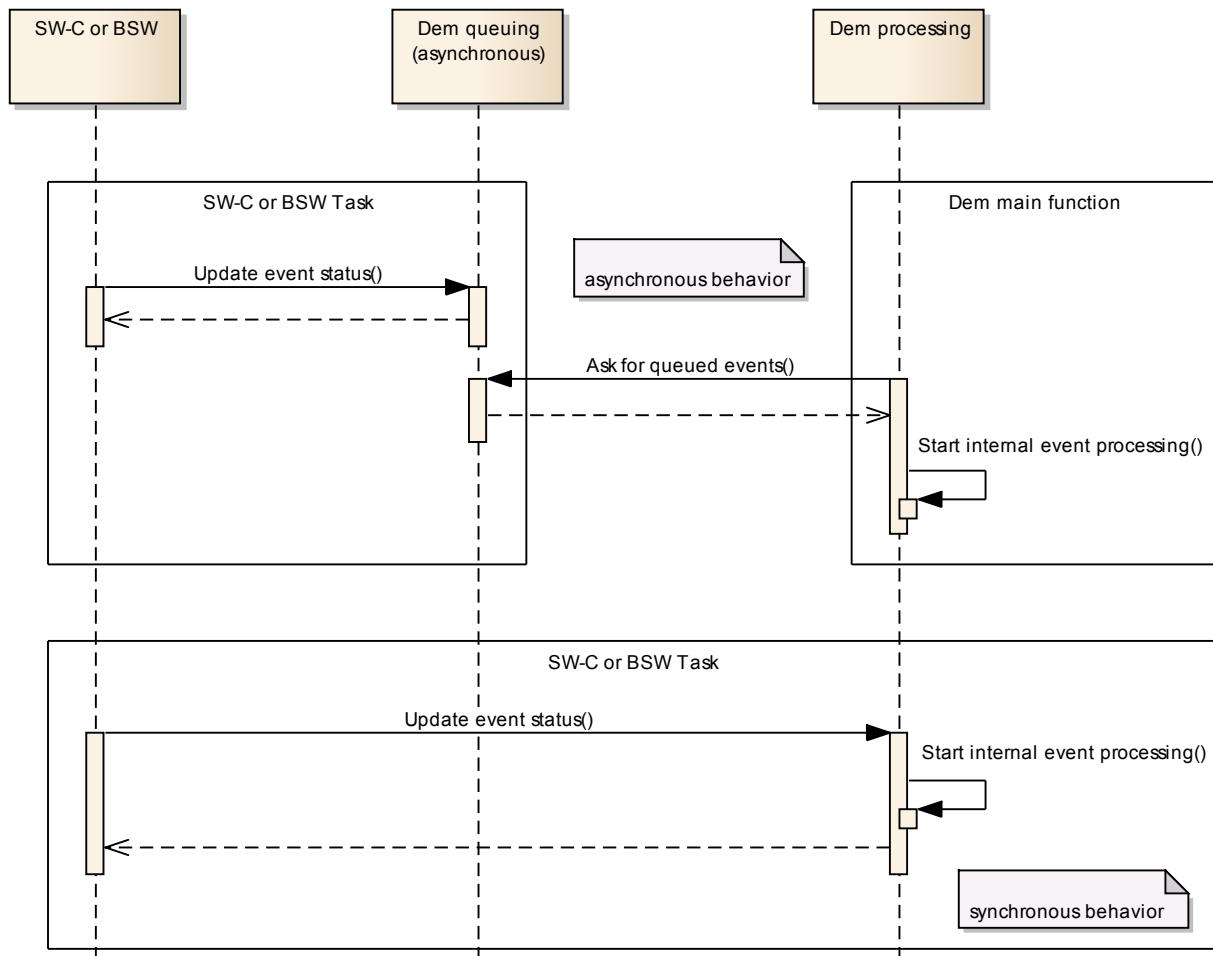 SW-C or BSW
Dem queuing
(asynchronous)
Dem processing
SW-C or BSW Task
Dem main function
Update event status()
asynchronous behavior
Ask for queued events()
Start internal event processing()
SW-C or BSW Task
Update event status()
Start internal event processing()
synchronous behavior